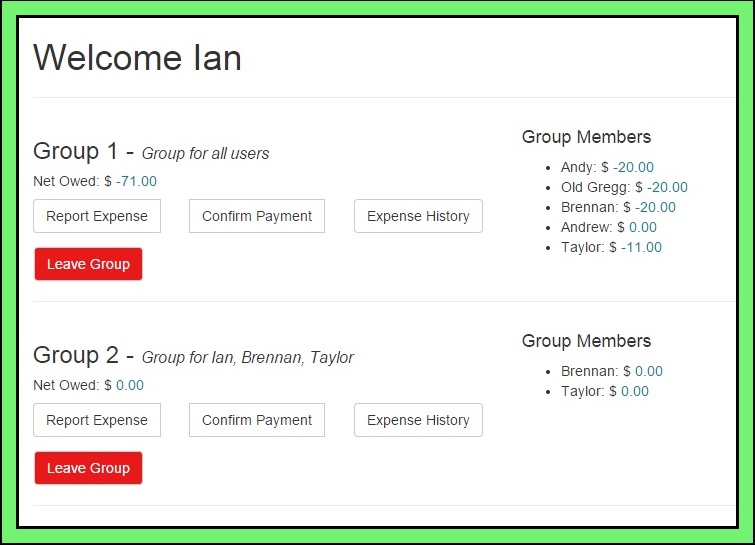 Welcome Ian
Group 1 - Group for all users
Net Owed: $ -71.00
Report Expense
Confirm Payment
Expense History
Leave Group
Group Members
• Andy: $ -20.00
• Old Gregg: $ -20.00
• Brennan: $ -20.00
• Andrew: $ 0.00
• Taylor: $ -11.00
Group 2 - Group for Ian, Brennan, Taylor
Net Owed: $ 0.00
Report Expense
Confirm Payment
Expense History
Leave Group
Group Members
• Brennan: $ 0.00
• Taylor: $ 0.00